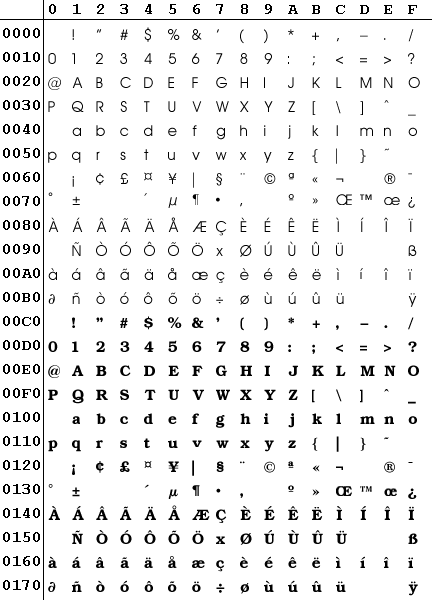 0 1 2 3 4 5 6 7 8 9 A B C D E F
0000 ! " # $ % & ' ( ) * + , – . /
0010 0 1 2 3 4 5 6 7 8 9 : ; < = > ?
0020 @ A B C D E F G H I J K L M N O
0030 P Q R S T U V W X Y Z [ \ ] ˆ _
0040 a b c d e f g h i j k l m n o
0050 p q r s t u v w x y z { | } ˜
0060 ¡ ¢ £ ¤ ¥ | § ¨ © ª « ¬ ® ¯
0070 ° ± ´ µ ¶ • , º » Œ ™ œ ¿
0080 À Á Â Ã Ä Å Æ Ç È É Ê Ë Ì Í Î Ï
0090 Ñ Ò Ó Ô Õ Ö x Ø Ú Ù Û Ü ß
00A0 à á â ã ä å œ ç è é ê ë ì í î ï
00B0 ∂ ñ ò ó ô õ ö ÷ ø ù ú û ü ÿ
00C0 ! ” # $ % & ' ( ) * + , – . /
00D0 0 1 2 3 4 5 6 7 8 9 : ; < = > ?
00E0 @ A B C D E F G H I J K L M N O
00F0 P Q R S T U V W X Y Z [ \ ] ˆ _
0100 a b c d e f g h i j k l m n o
0110 p q r s t u v w x y z { | } ˜
0120 ¡ ¢ £ ¤ ¥ | § ¨ © ª « ¬ ® ¯
0130 ° ± ´ µ ¶ • , º » Œ ™ œ ¿
0140 À Á Â Ã Ä Å Æ Ç È É Ê Ë Ì Í Î Ï
0150 Ñ Ò Ó Ô Õ Ö x Ø Ú Ù Û Ü ß
0160 à á â ã ä å æ ç è é ê ë ì í î ï
0170 ∂ ñ ò ó ô õ ö ÷ ø ù ú û ü ÿ